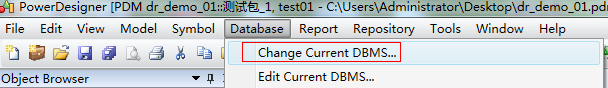 PowerDesigner [PDM dr_demo_01::测试包_1, test01 - C:\Users\Administrator\Desktop\dr_demo_01.pdm
File Edit View Model Symbol Database Report Repository Tools Window Help
Change Current DBMS...
Object Browser
Edit Current DBMS...